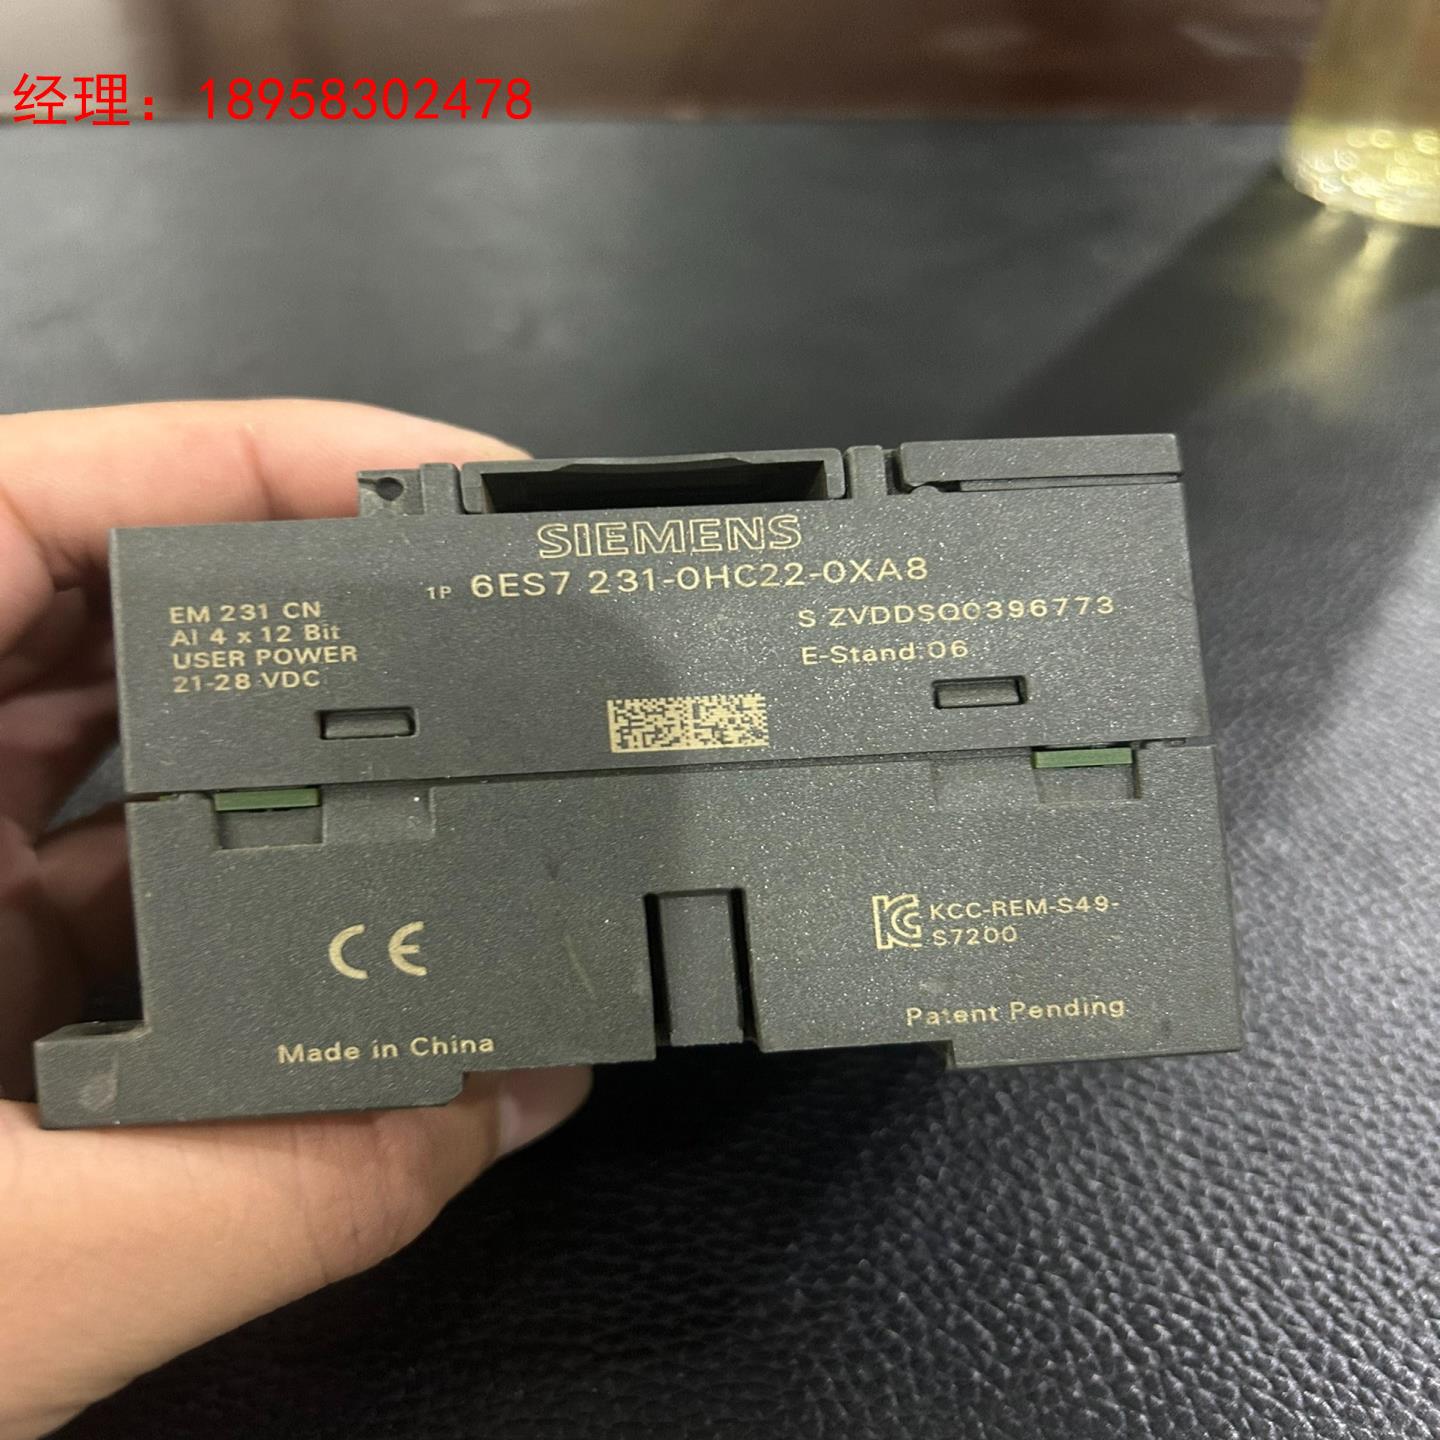 经理：18958302478
SIEMENS
1P 6ES7 231-0HC22-0XA8
EM 231 CN
AI 4 x 12 Bit
USER POWER
21-28 VDC
S ZVDDSQ0396773
E-Stand:06
CE
KC KCC-REM-S49-
S7200
Patent Pending
Made in China